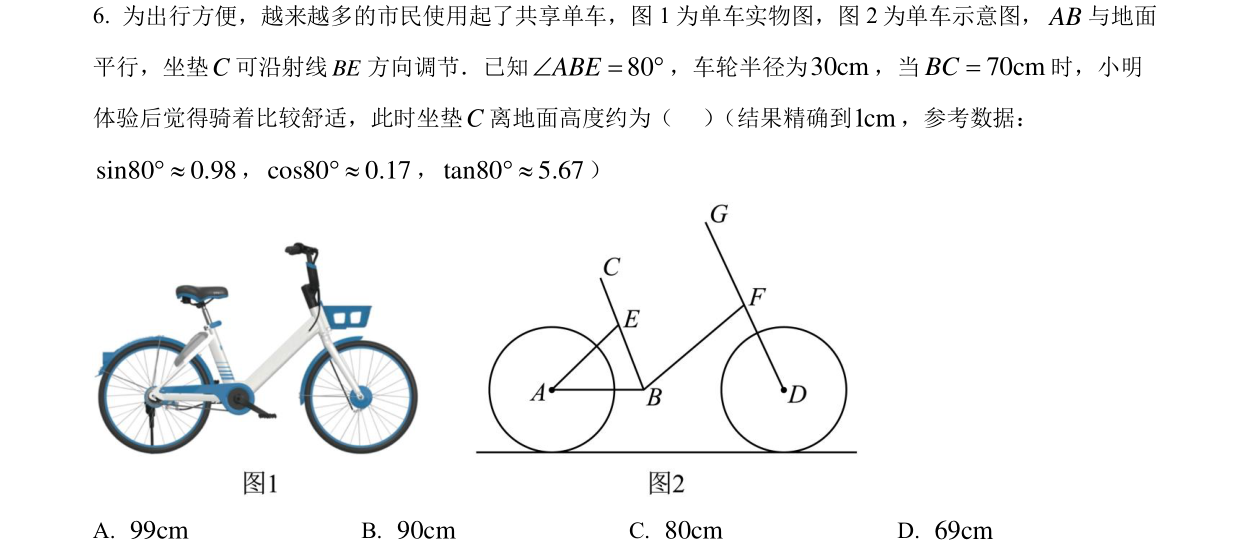 6. 为出行方便，越来越多的市民使用起了共享单车，图 1 为单车实物图，图 2 为单车示意图， AB 与地面
平行，坐垫 C 可沿射线 BE 方向调节．已知 ∠ABE = 80° ，车轮半径为 30cm ，当 BC = 70cm 时，小明
体验后觉得骑着比较舒适，此时坐垫 C 离地面高度约为（ ）（结果精确到 1cm ，参考数据：
sin80° ≈ 0.98 ， cos80° ≈ 0.17 ， tan80° ≈ 5.67 ）
G
C
F
E
A
B
D
图1
图2
A. 99cm B. 90cm C. 80cm D. 69cm